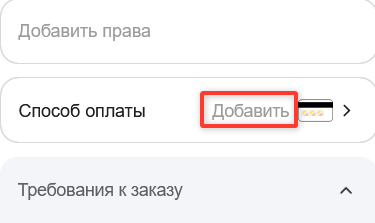 Добавить права
Способ оплаты Добавить
Требования к заказу